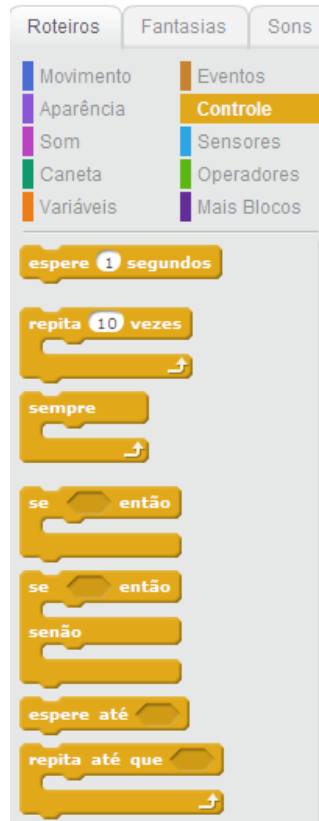 Roteiros Fantasias Sons
Movimento Eventos
Aparência Controle
Som Sensores
Caneta Operadores
Variáveis Mais Blocos
espere 1 segundos
repita 10 vezes
sempre
se então
se então
senão
espere até
repita até que